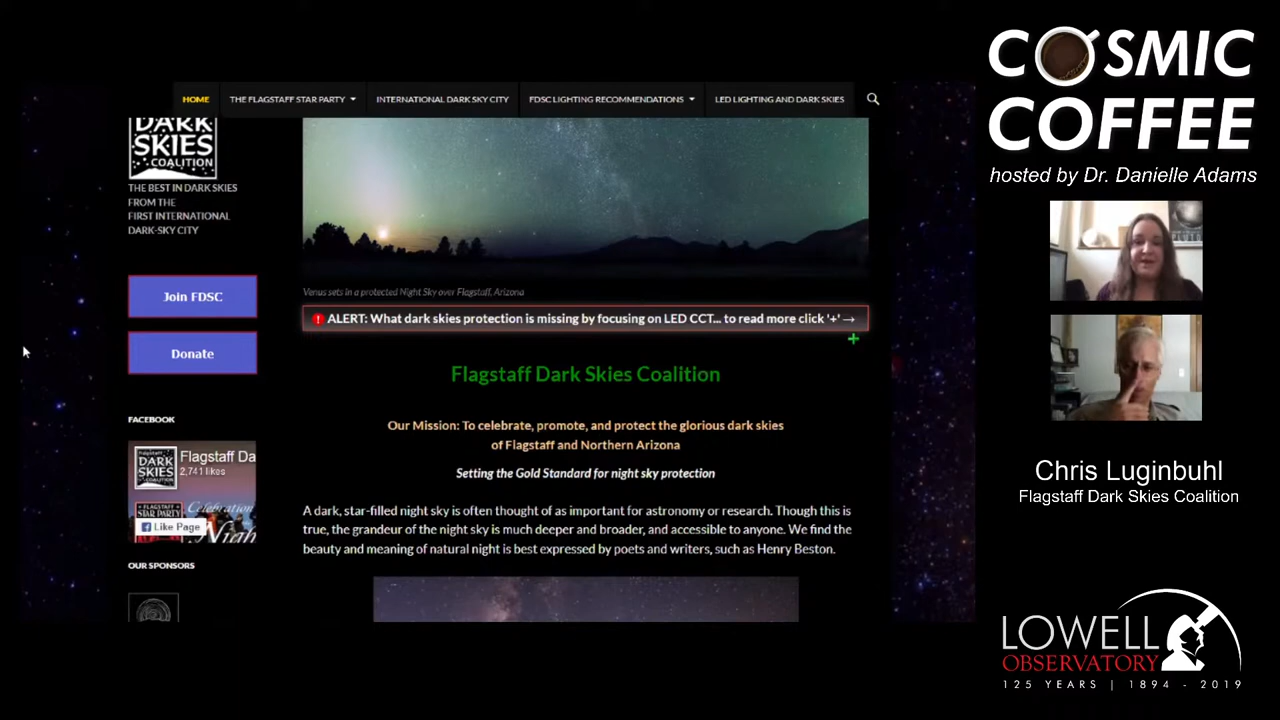 COSMIC
COFFEE
hosted by Dr. Danielle Adams
HOME
THE FLAGSTAFF STAR PARTY
INTERNATIONAL DARK SKY CITY
FDSC LIGHTING RECOMMENDATIONS
LED LIGHTING AND DARK SKIES
DARK
SKIES
COALITION
THE BEST IN DARK SKIES
FROM THE
FIRST INTERNATIONAL
DARK-SKY CITY
Join FDSC
Donate
FACEBOOK
DARK
SKIES
Flagstaff Da
2,741 likes
FLAGSTAFF
STAR PARTY
Celebration
Nigh
Like Page
OUR SPONSORS
Venus sets in a protected Night Sky over Flagstaff, Arizona
ALERT: What dark skies protection is missing by focusing on LED CCT... to read more click '+' →
+
Flagstaff Dark Skies Coalition
Our Mission: To celebrate, promote, and protect the glorious dark skies
of Flagstaff and Northern Arizona
Setting the Gold Standard for night sky protection
A dark, star-filled night sky is often thought of as important for astronomy or research. Though this is
true, the grandeur of the night sky is much deeper and broader, and accessible to anyone. We find the
beauty and meaning of natural night is best expressed by poets and writers, such as Henry Beston.
Chris Luginbuhl
Flagstaff Dark Skies Coalition
LOWELL
OBSERVATORY
125 YEARS | 1894 - 2019